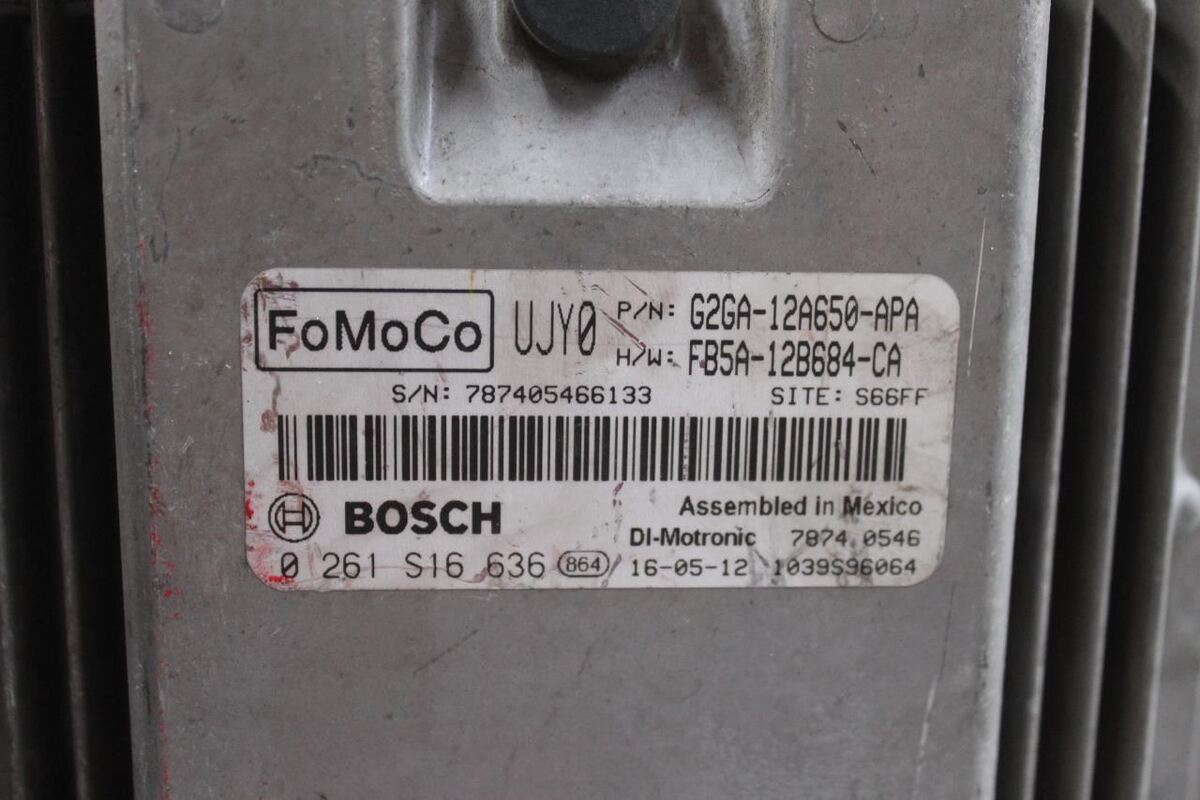 FoMoCo UJY0 P/N: G2GA-12A650-APA
H/W: FB5A-12B684-CA
S/N: 787405466133 SITE: S66FF
BOSCH Assembled in Mexico
DI-Motronic 7874 0546
0 261 S16 636 864 16-05-12 1039S96064